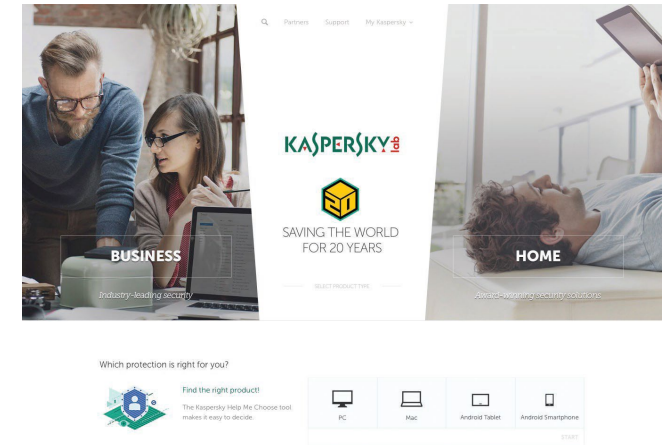 Partners Support My Kaspersky
KASPERSKY lab
20
SAVING THE WORLD
FOR 20 YEARS
SELECT PRODUCT TYPE
BUSINESS
Industry-leading security
HOME
Award-winning security solutions
Which protection is right for you?
Find the right product!
The Kaspersky Help Me Choose tool
makes it easy to decide.
PC Mac Android Tablet Android Smartphone
START